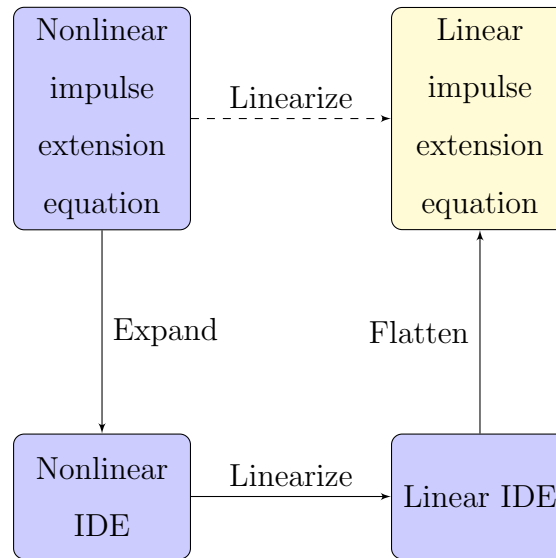 Nonlinear
impulse
extension
equation
Linearize
Linear
impulse
extension
equation
Expand
Flatten
Nonlinear
IDE
Linearize
Linear IDE